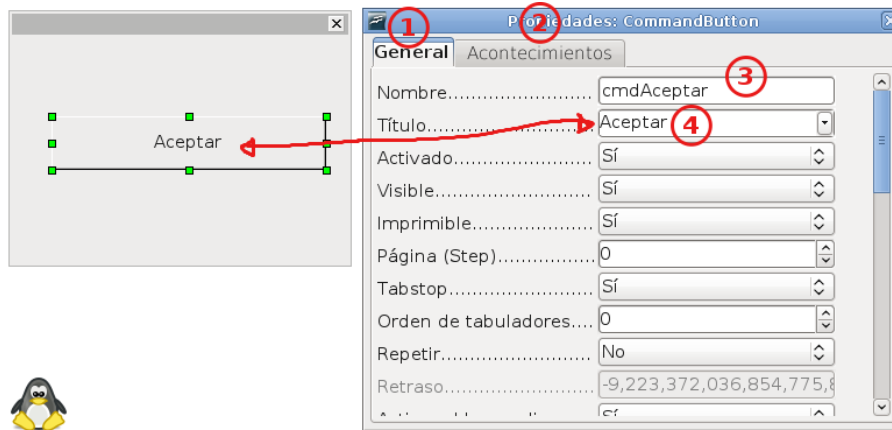 Aceptar
Propiedades: CommandButton
1
2
General Acontecimientos
3
Nombre........................ cmdAceptar
Título........................ Aceptar
4
Activado...................... Sí
Visible....................... Sí
Imprimible.................... Sí
Página (Step)................. 0
Tabstop....................... Sí
Orden de tabuladores.... 0
Repetir....................... No
Retraso....................... -9,223,372,036,854,775,8
Sí